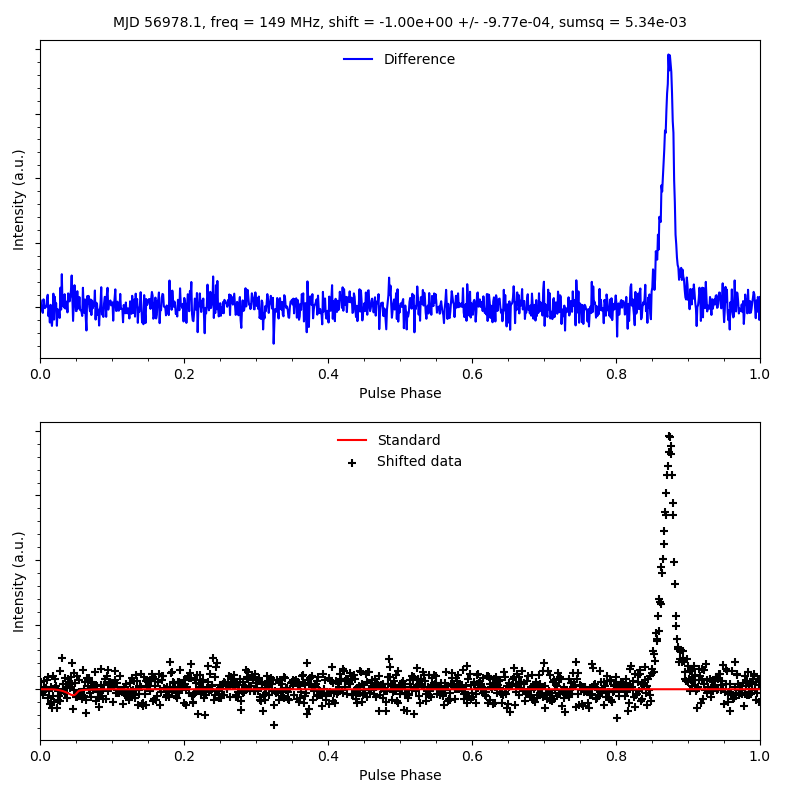 MJD 56978.1, freq = 149 MHz, shift = -1.00e+00 +/- -9.77e-04, sumsq = 5.34e-03
Difference
Intensity (a.u.)
0.0 0.2 0.4 0.6 0.8 1.0
Pulse Phase
Standard
Shifted data
Intensity (a.u.)
0.0 0.2 0.4 0.6 0.8 1.0
Pulse Phase